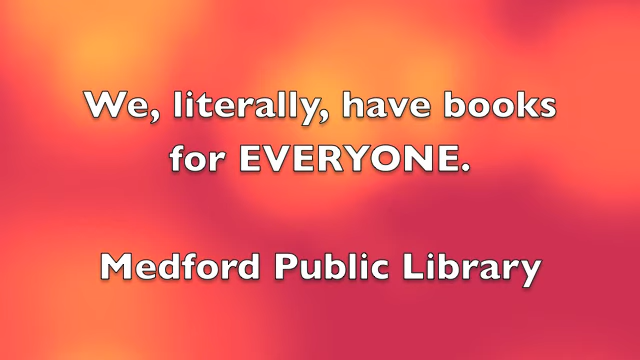 We, literally, have books
for EVERYONE.
Medford Public Library